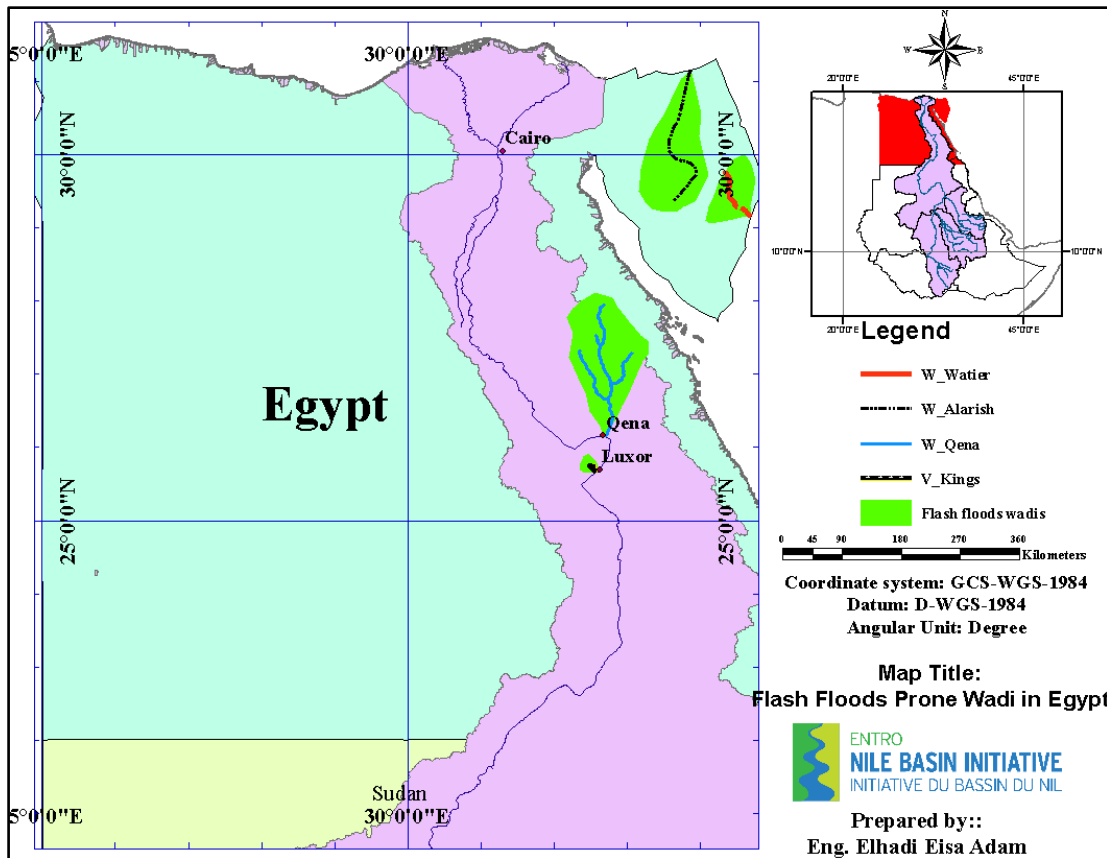 5°0'0"E
30°0'0"E
30°0'0"N
30°0'0"N
Cairo
Egypt
Qena
Luxor
25°0'0"N
25°0'0"N
Sudan
5°0'0"E
30°0'0"E
N
W
E
S
20°0'0"E
45°0'0"E
10°0'0"N
10°0'0"N
20°0'0"E
45°0'0"E
Legend
W_Watier
W_Alarish
W_Qena
V_Kings
Flash floods wadis
0 45 90 180 270 360
Kilometers
Coordinate system: GCS-WGS-1984
Datum: D-WGS-1984
Angular Unit: Degree
Map Title:
Flash Floods Prone Wadi in Egypt
ENTRO
NILE BASIN INITIATIVE
INITIATIVE DU BASSIN DU NIL
Prepared by::
Eng. Elhadi Eisa Adam